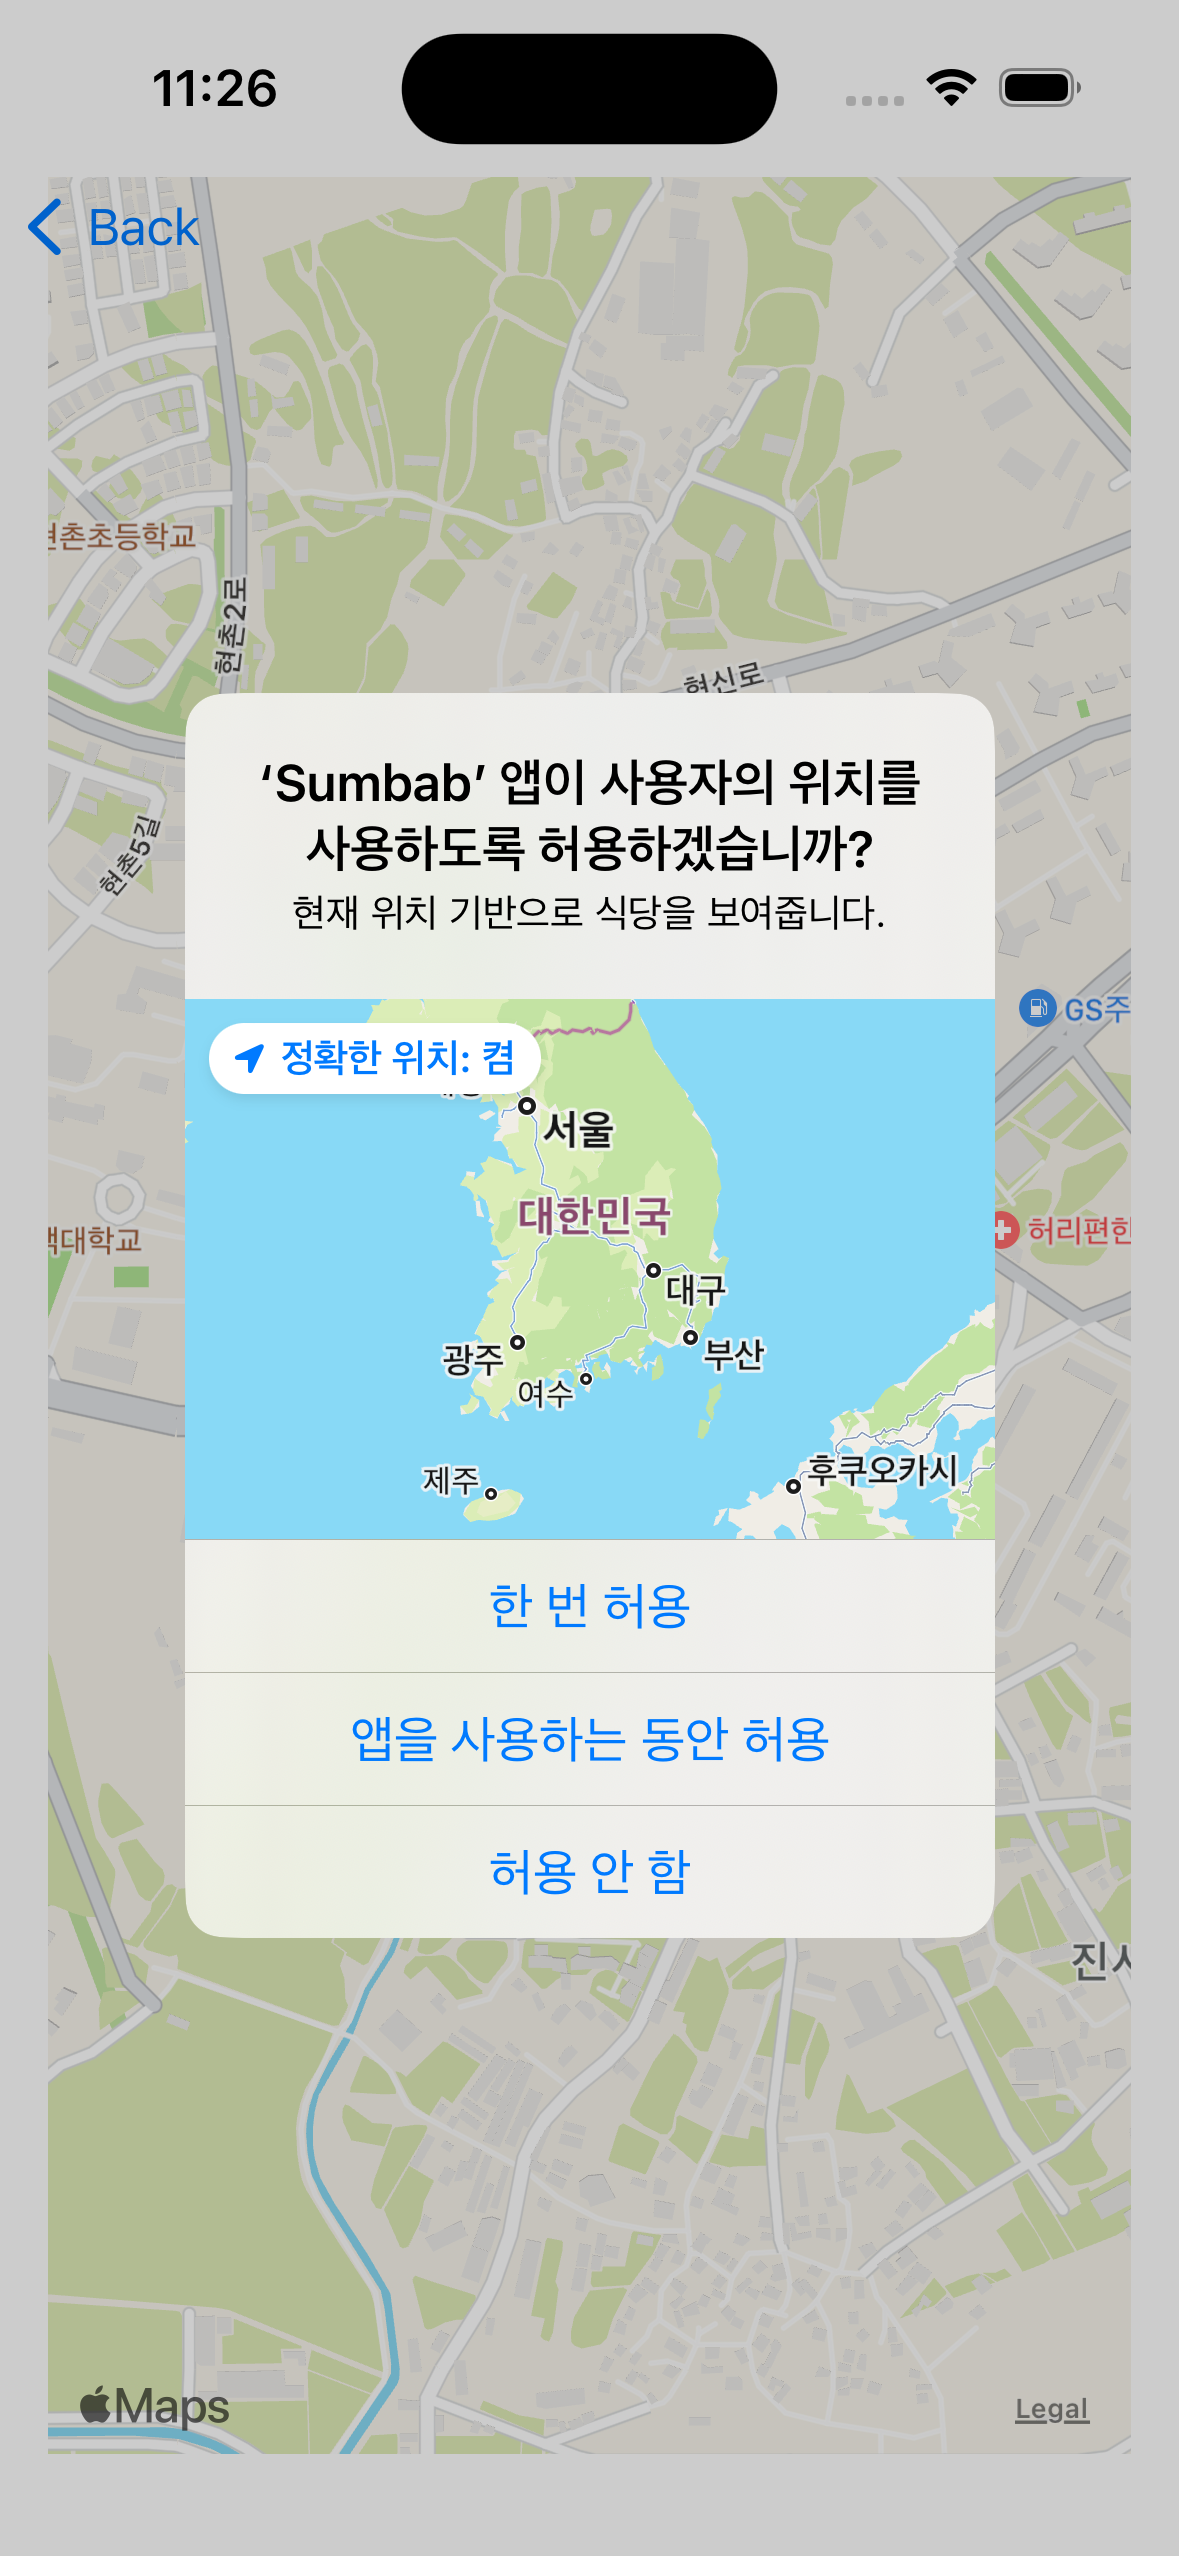 11:26
Back
현촌초등학교
현촌2로
현신로
‘Sumbab’ 앱이 사용자의 위치를
사용하도록 허용하겠습니까?
현재 위치 기반으로 식당을 보여줍니다.
현촌5길
정확한 위치: 켬
GS주
서울
대한민국
허리편한
대학교
대구
광주
부산
여수
후쿠오카시
제주
한 번 허용
앱을 사용하는 동안 허용
허용 안 함
Maps
Legal